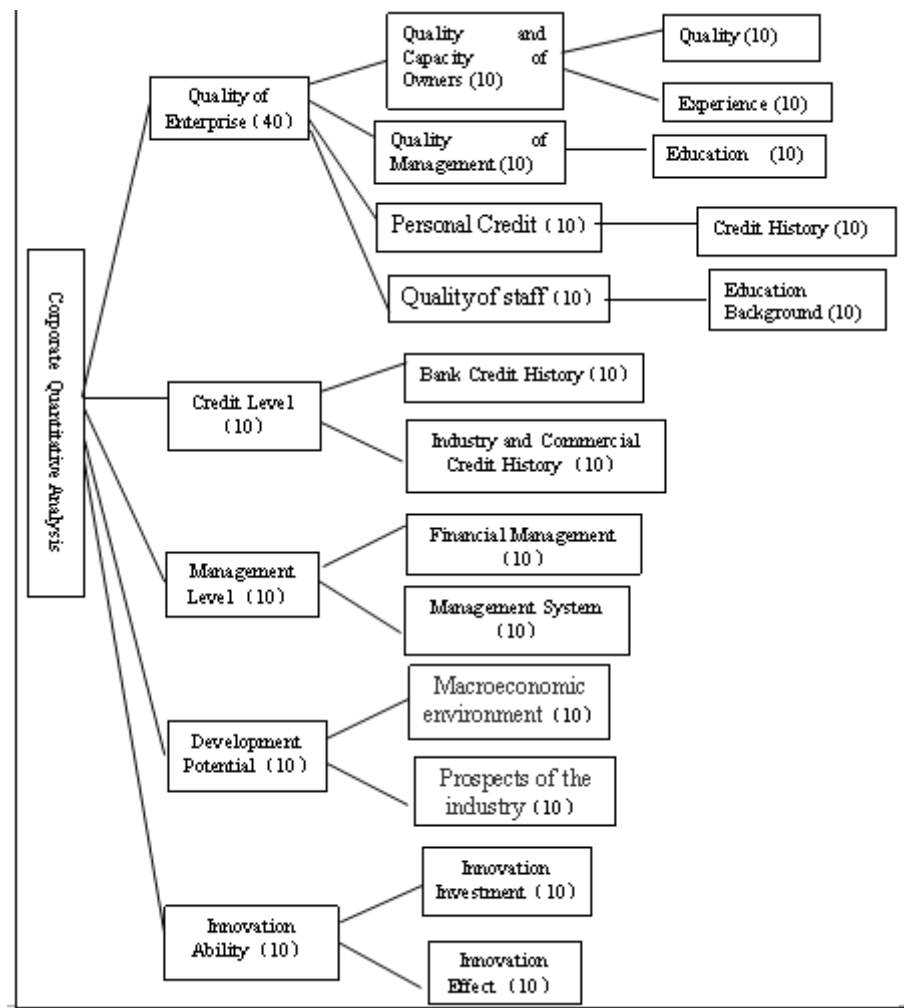 Corporate Quantitative Analysis
Quality of
Enterprise (40)
Quality and
Capacity of
Owners (10)
Quality (10)
Experience (10)
Quality of
Management (10)
Education (10)
Personal Credit (10)
Credit History (10)
Quality of staff (10)
Education
Background (10)
Credit Level
(10)
Bank Credit History (10)
Industry and Commercial
Credit History (10)
Management
Level (10)
Financial Management
(10)
Management System
(10)
Development
Potential (10)
Macroeconomic
environment (10)
Prospects of the
industry (10)
Innovation
Ability (10)
Innovation
Investment (10)
Innovation
Effect (10)